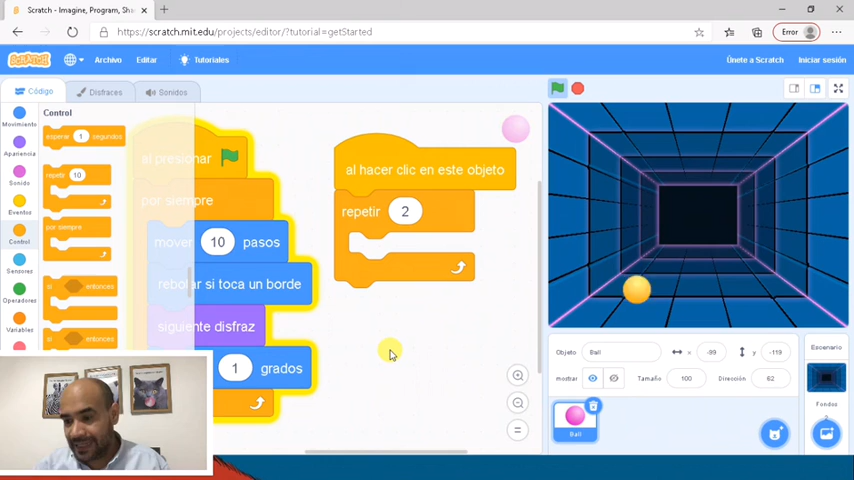 Scratch - Imagine, Program, Sha
https://scratch.mit.edu/projects/editor/?tutorial=getStarted
Error
SCRATCH
Archivo
Editar
Tutoriales
Únete a Scratch
Iniciar sesión
Código
Disfraces
Sonidos
Movimiento
Apariencia
Sonido
Eventos
Control
Sensores
Operadores
Variables
Control
esperar 1 segundos
repetir 10
por siempre
si entonces
si entonces
al presionar
por siempre
mover 10 pasos
rebotar si toca un borde
siguiente disfraz
1 grados
al hacer clic en este objeto
repetir 2
Objeto
Ball
x
-99
y
-119
mostrar
Tamaño
100
Dirección
62
Ball
Escenario
Fondos